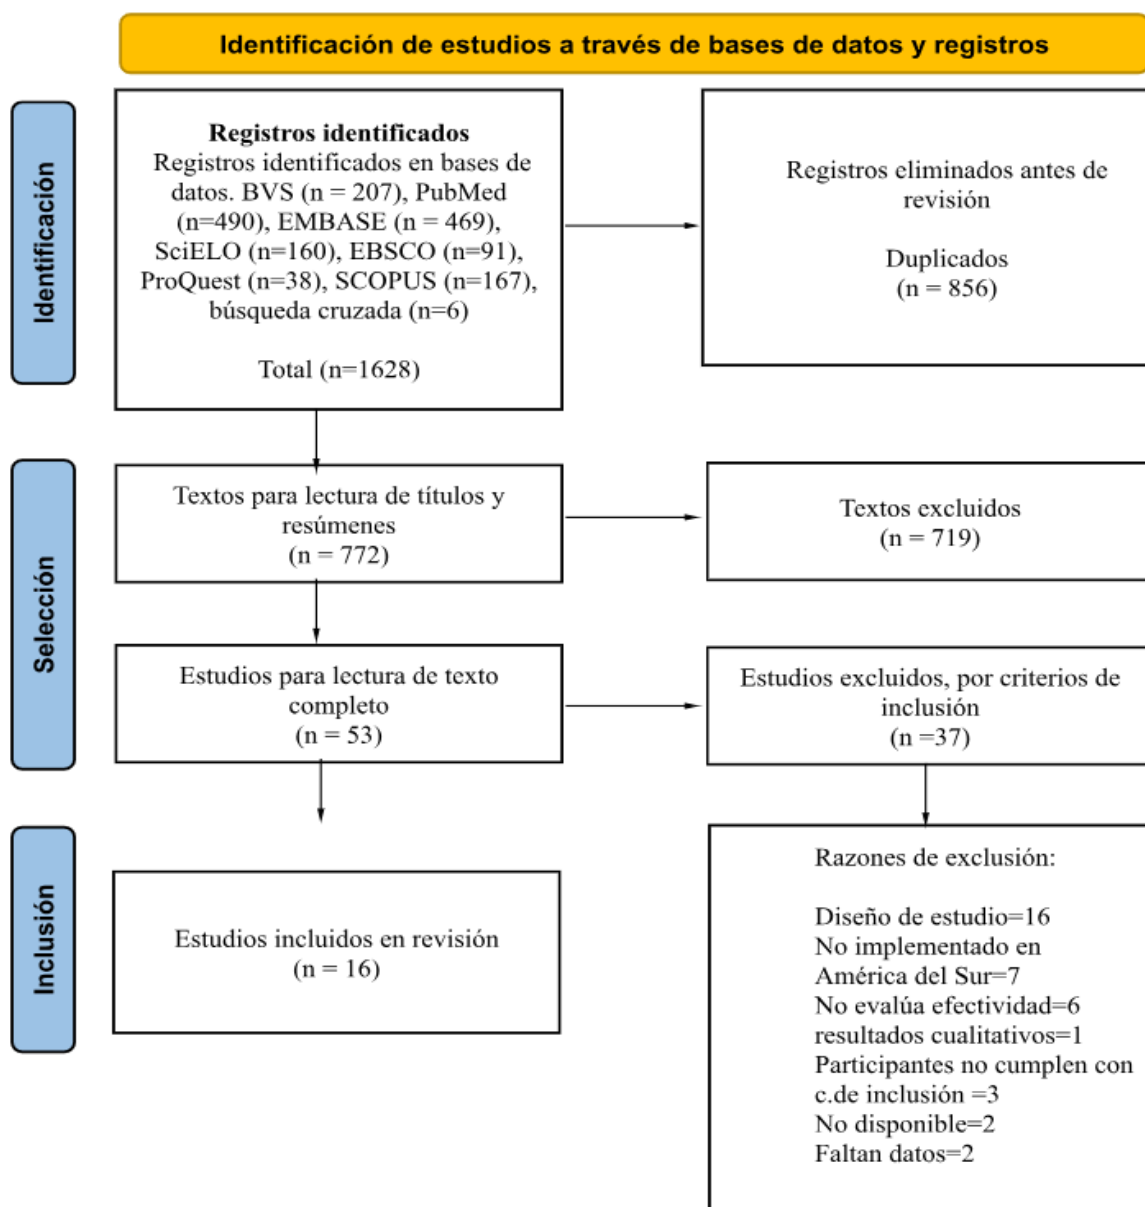 Identificación de estudios a través de bases de datos y registros
Identificación
Registros identificados
Registros identificados en bases de
datos. BVS (n = 207), PubMed
(n=490), EMBASE (n = 469),
SciELO (n=160), EBSCO (n=91),
ProQuest (n=38), SCOPUS (n=167),
búsqueda cruzada (n=6)
Total (n=1628)
Registros eliminados antes de
revisión
Duplicados
(n = 856)
Selección
Textos para lectura de títulos y
resúmenes
(n = 772)
Textos excluidos
(n = 719)
Estudios para lectura de texto
completo
(n = 53)
Estudios excluidos, por criterios de
inclusión
(n =37)
Inclusión
Estudios incluidos en revisión
(n = 16)
Razones de exclusión:
Diseño de estudio=16
No implementado en
América del Sur=7
No evalúa efectividad=6
resultados cualitativos=1
Participantes no cumplen con
c.de inclusión =3
No disponible=2
Faltan datos=2